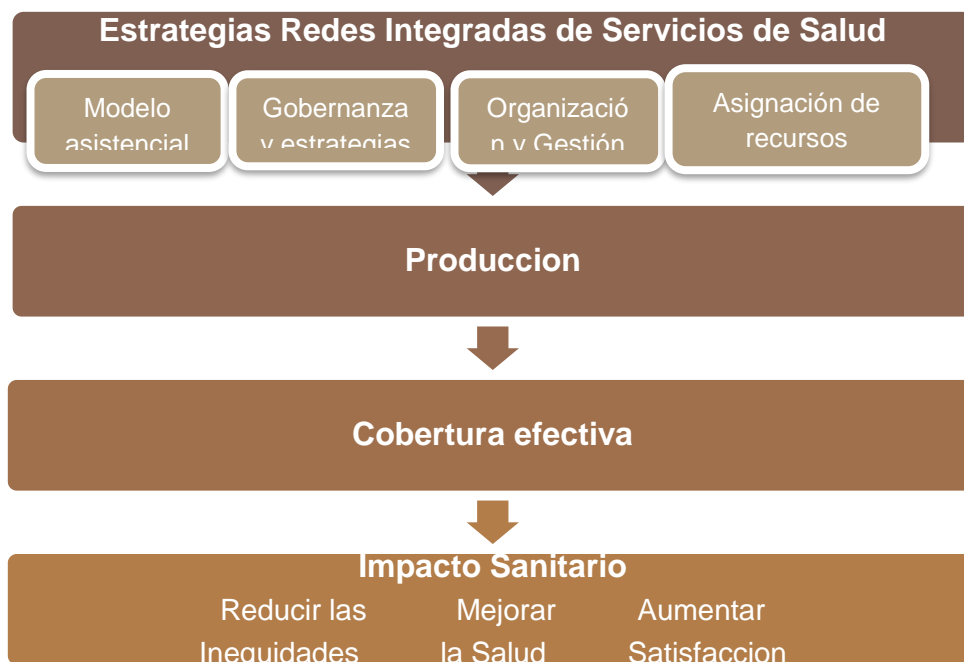 Estrategias Redes Integradas de Servicios de Salud
Modelo
asistencial
Gobernanza
y estrategias
Organizació
n y Gestión
Asignación de
recursos
Produccion
Cobertura efectiva
Impacto Sanitario
Reducir las Mejorar Aumentar
Inequidades la Salud Satisfaccion